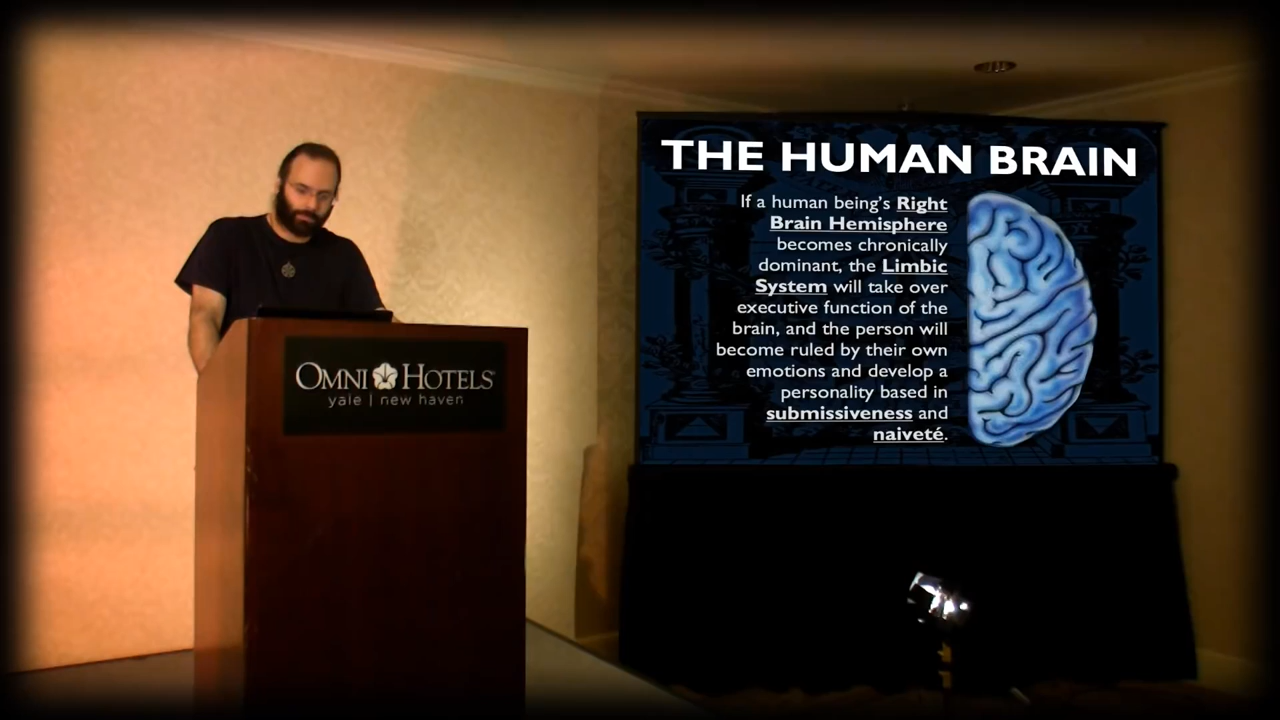 OMNI HOTELS
yale | new haven
THE HUMAN BRAIN
If a human being's Right
Brain Hemisphere
becomes chronically
dominant, the Limbic
System will take over
executive function of the
brain, and the person will
become ruled by their own
emotions and develop a
personality based in
submissiveness and
naiveté.